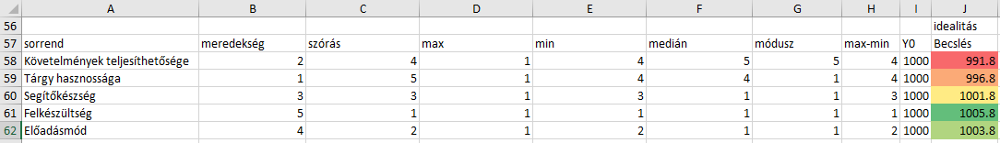 A B C D E F G H I J
56 idealitás
57 sorrend meredekség szórás max min medián módusz max-min Y0 Becslés
58 Követelmények teljesíthetősége 2 4 1 4 5 5 4 1000 991.8
59 Tárgy hasznossága 1 5 1 4 4 1 4 1000 996.8
60 Segítőkészség 3 3 1 3 1 1 3 1000 1001.8
61 Felkészültség 5 1 1 1 1 1 1 1000 1005.8
62 Előadásmód 4 2 1 2 1 1 2 1000 1003.8